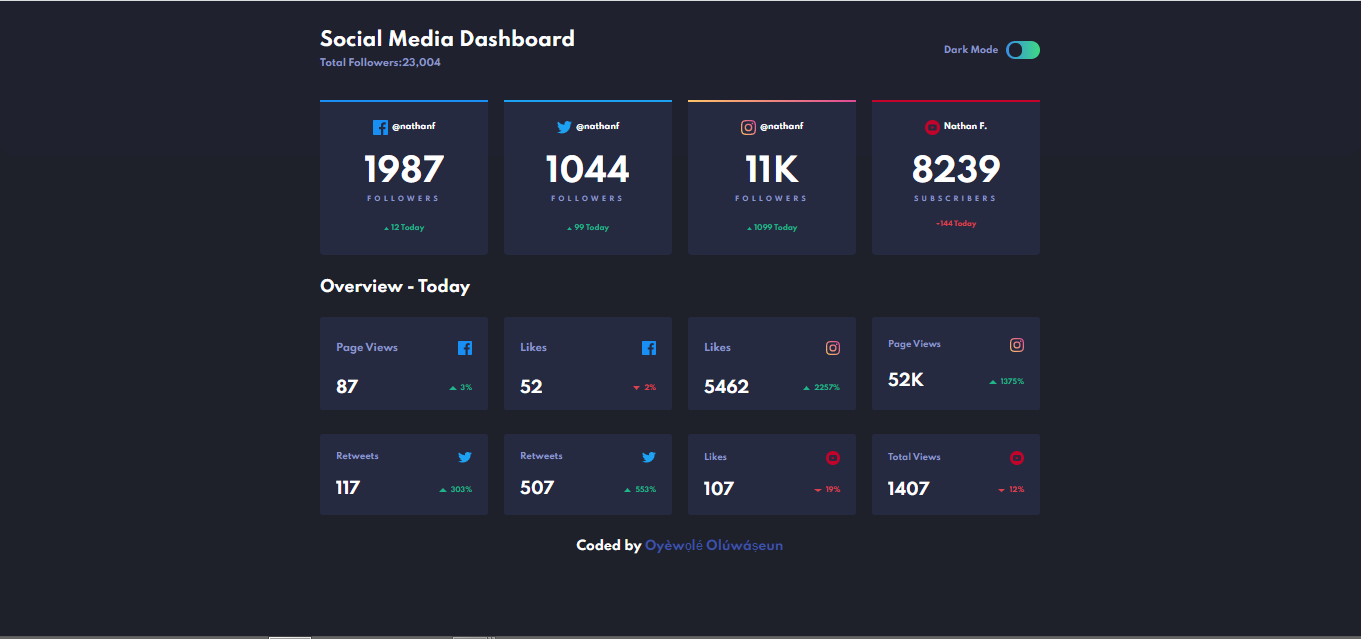 Social Media Dashboard
Total Followers:23,004
Dark Mode
@nathanf
1987
FOLLOWERS
12 Today
@nathanf
1044
FOLLOWERS
99 Today
@nathanf
11K
FOLLOWERS
1099 Today
Nathan F.
8239
SUBSCRIBERS
-144 Today
Overview - Today
Page Views
87
3%
Likes
52
2%
Likes
5462
2257%
Page Views
52K
1375%
Retweets
117
303%
Retweets
507
553%
Likes
107
19%
Total Views
1407
12%
Coded by Oyèwọlé Olúwáṣeun